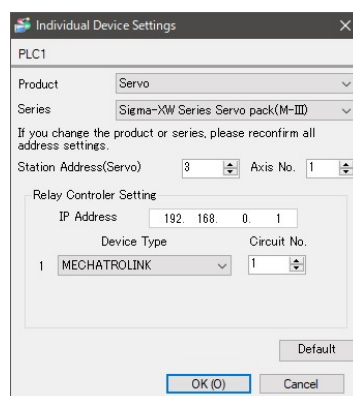 Individual Device Settings
PLC1
Product Servo
Series Sigma-XW Series Servo pack(M-III)
If you change the product or series, please reconfirm all
address settings.
Station Address(Servo) 3 Axis No. 1
Relay Controler Setting
IP Address 192. 168. 0. 1
Device Type Circuit No.
1 MECHATROLINK 1
Default
OK (O) Cancel